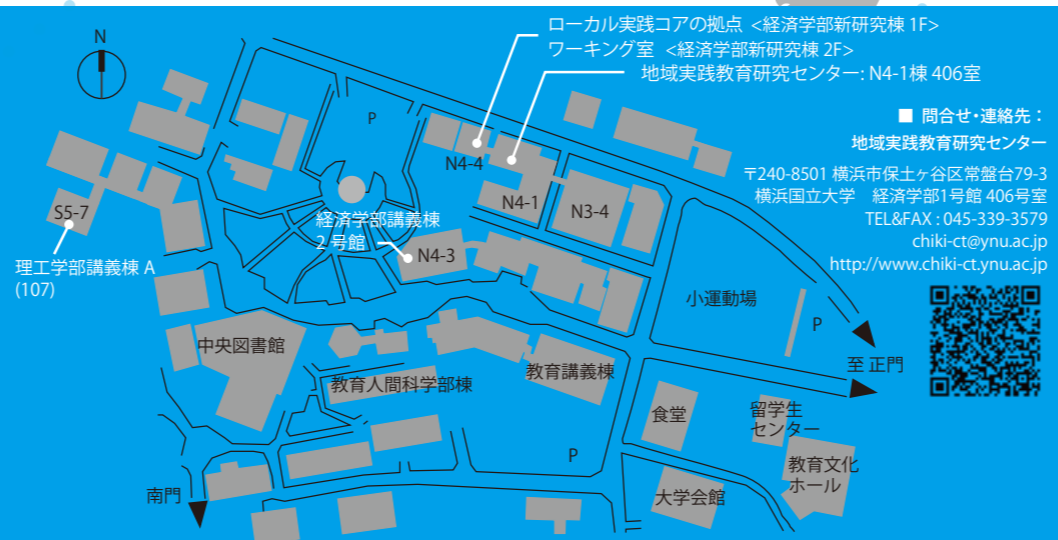 ローカル実践コアの拠点 <経済学部新研究棟 1F>
ワーキング室 <経済学部新研究棟 2F>
地域実践教育研究センター: N4-1棟 406室
N
■ 問合せ・連絡先：
地域実践教育研究センター
〒240-8501 横浜市保土ヶ谷区常盤台79-3
横浜国立大学 経済学部1号館 406号室
TEL&FAX : 045-339-3579
chiki-ct@ynu.ac.jp
http://www.chiki-ct.ynu.ac.jp
P
N4-4
N4-1
N3-4
S5-7
経済学部講義棟
2 号館
N4-3
理工学部講義棟 A
(107)
小運動場
P
至 正門
中央図書館
教育人間科学部棟
教育講義棟
食堂
留学生
センター
P
教育文化
ホール
大学会館
南門